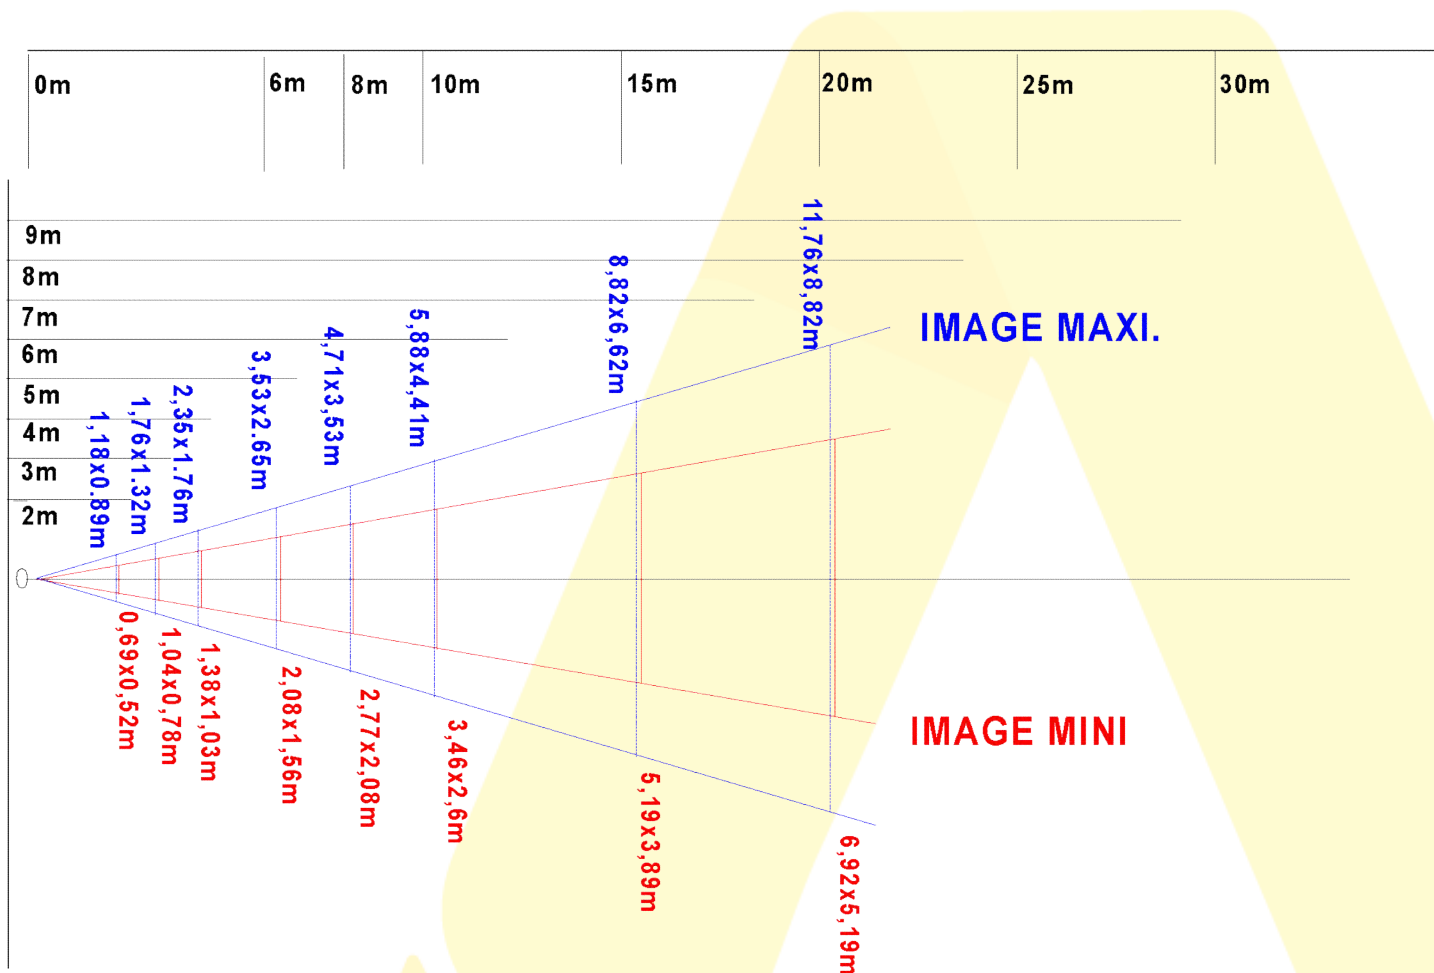 0m
6m
8m
10m
15m
20m
25m
30m
9m
8m
7m
6m
5m
4m
3m
2m
1,18x0.89m
1,76x1.32m
2,35x1.76m
3,53x2.65m
4,71x3,53m
5,88x4,41m
8,82x6,62m
11,76x8,82m
IMAGE MAXI.
0,69x0,52m
1,04x0,78m
1,38x1,03m
2,08x1,56m
2,77x2,08m
3,46x2,6m
5,19x3,89m
6,92x5,19m
IMAGE MINI